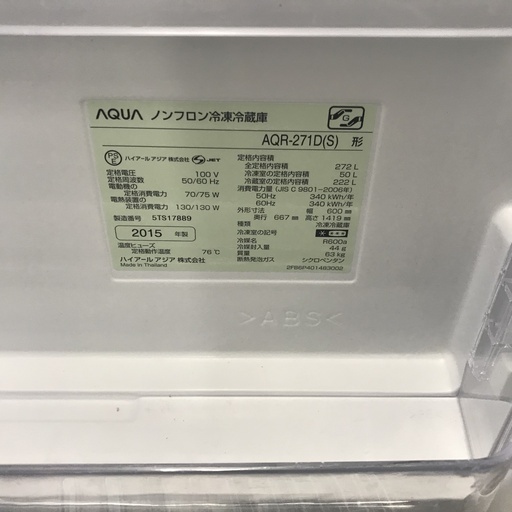 AQUA ノンフロン冷凍冷蔵庫
G
AQR-271D(S) 形
PSE ハイアール アジア 株式会社 S-JET
定格電圧 100 V
定格周波数 50/60 Hz
電動機の
定格消費電力 70/75 W
電熱装置の
定格消費電力 130/130 W
製造番号 5TS17889
2015 年製
温度ヒューズ
定格動作温度 76℃
ハイアール アジア 株式会社
Made in Thailand
定格内容積
全定格内容積 272 L
冷凍室の定格内容積 50 L
冷蔵室の定格内容積 222 L
消費電力量 (JIS C 9801-2006年)
50Hz 340 kWh/年
60Hz 340 kWh/年
外形寸法 幅 600 mm
奥行 667 mm 高さ 1419 mm
種類 冷凍冷蔵庫
冷凍室の記号
冷媒 R600a
冷媒封入量 44 g
質量 63 kg
断熱発泡ガス シクロペンタン
2FBSP401483002
>ABS<